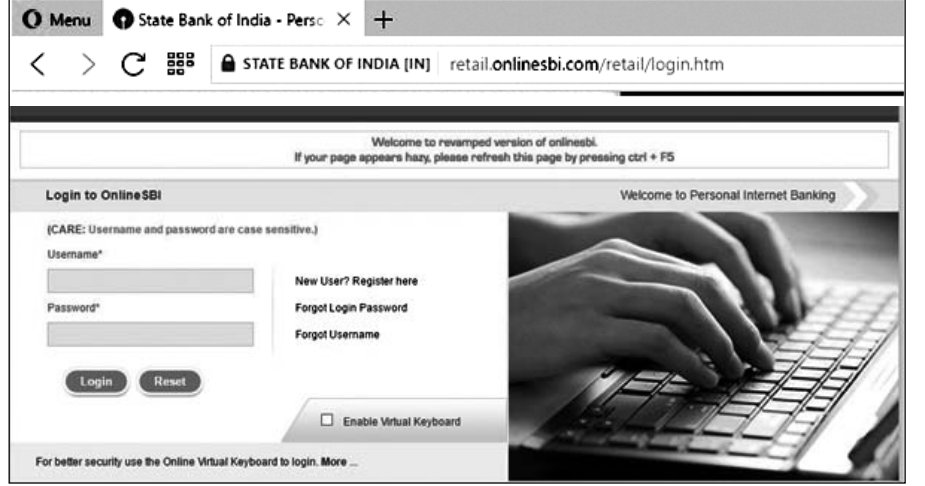 Menu State Bank of India - Persc
STATE BANK OF INDIA [IN] retail.onlinesbi.com/retail/login.htm
Welcome to revamped version of onlinesbi.
If your page appears hazy, please refresh this page by pressing ctrl + F5
Login to OnlineSBI Welcome to Personal Internet Banking
(CARE: Username and password are case sensitive.)
Username*
New User? Register here
Password*
Forgot Login Password
Forgot Username
Login Reset
Enable Virtual Keyboard
For better security use the Online Virtual Keyboard to login. More ...